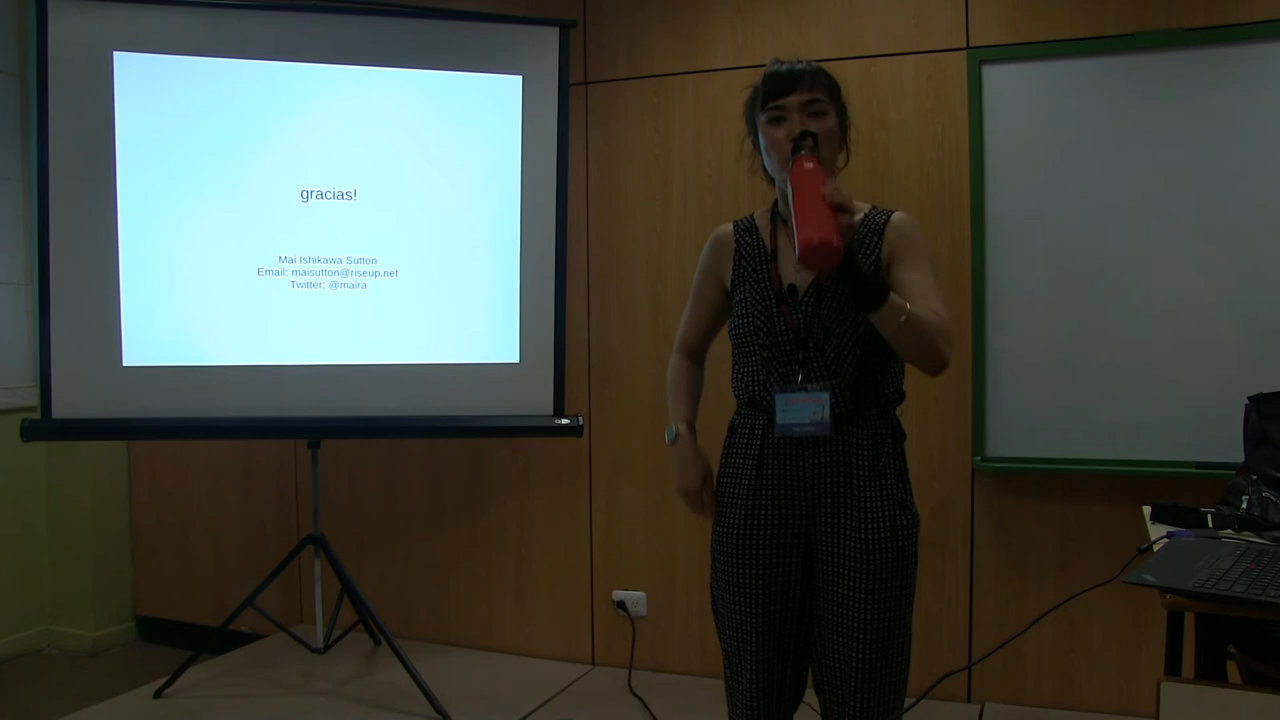 gracias!
Mai Ishikawa Sutton
Email: maisutton@riseup.net
Twitter: @maira